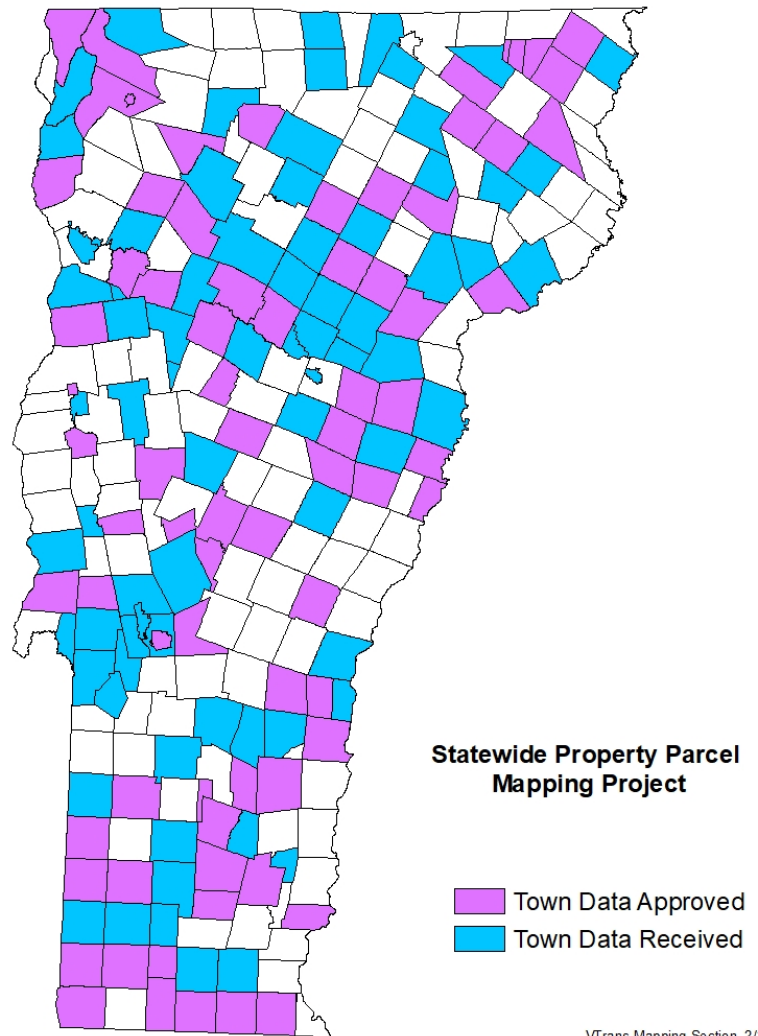 Statewide Property Parcel
Mapping Project
Town Data Approved
Town Data Received
VTrans Mapping Section